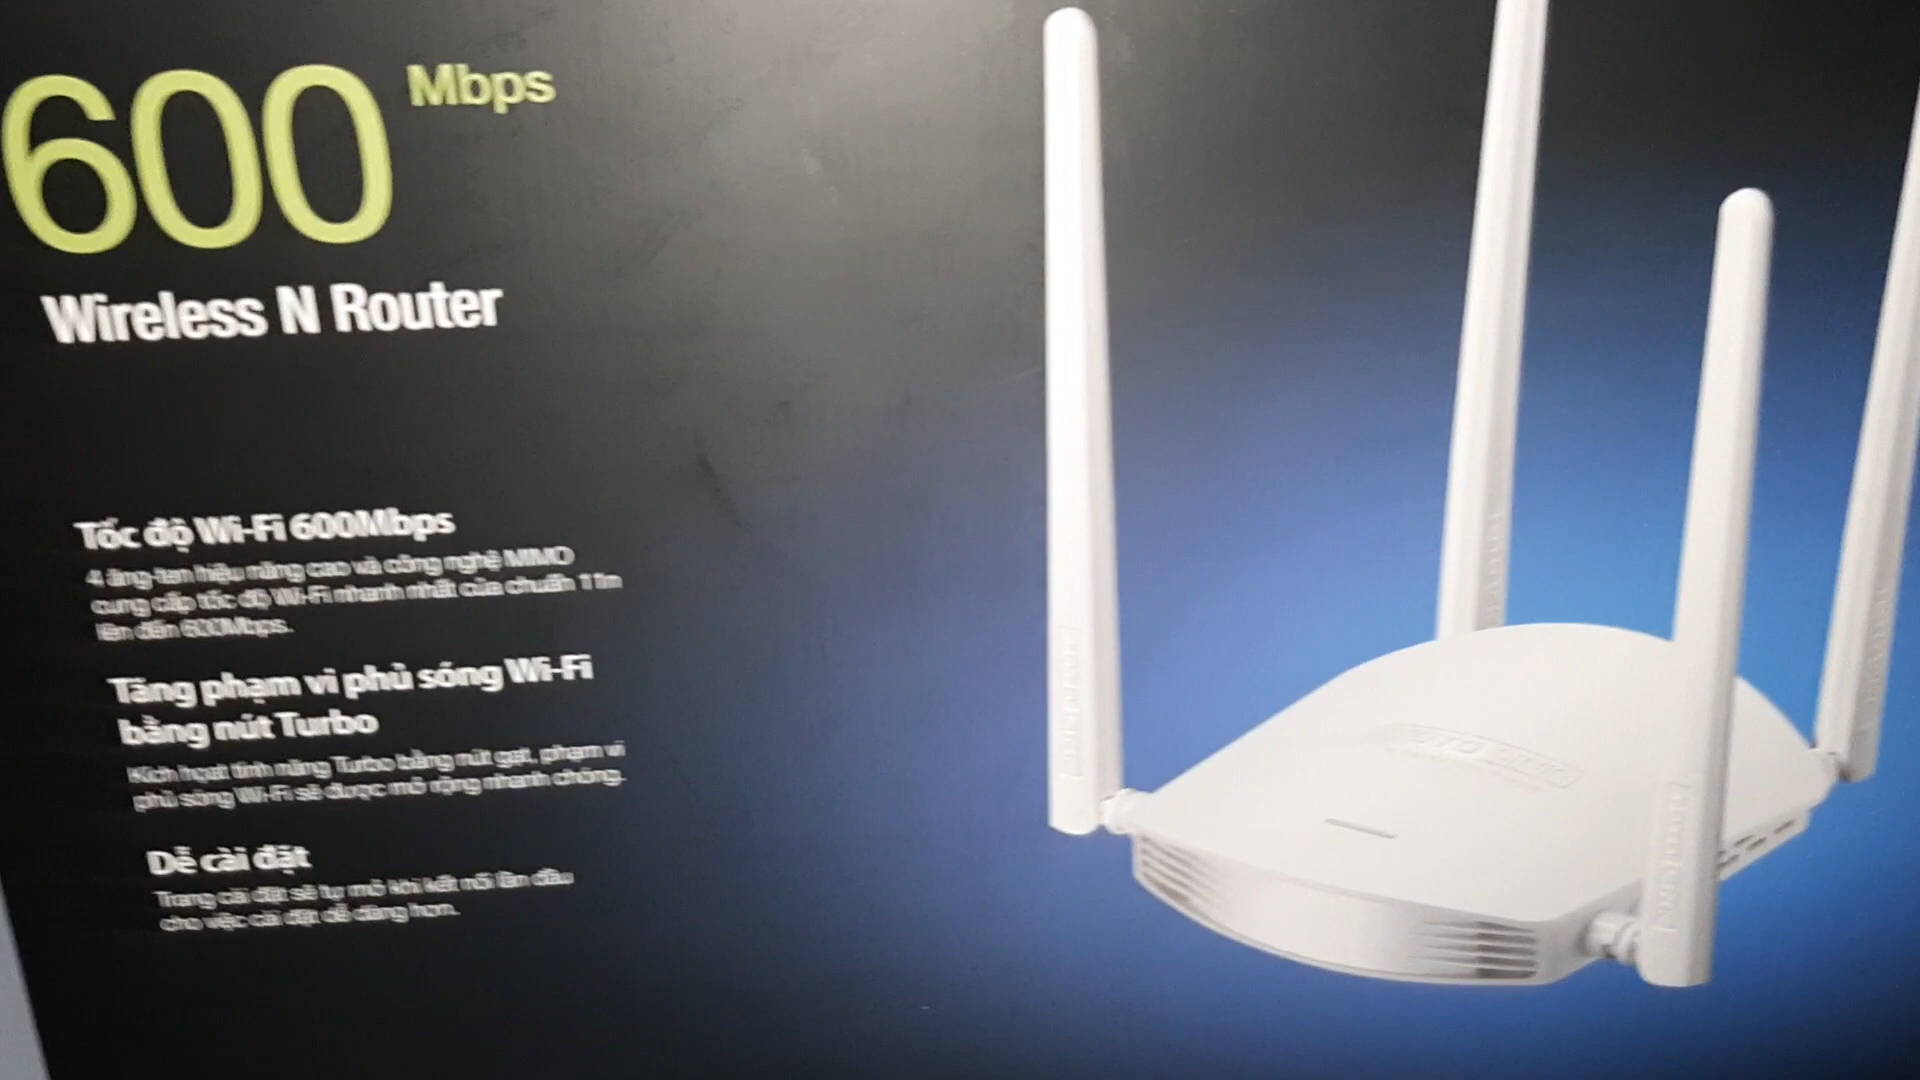 600 Mbps
Wireless N Router
Tốc độ Wi-Fi 600Mbps
4 ăng-ten hiệu năng cao và công nghệ MIMO
cung cấp tốc độ Wi-Fi nhanh nhất của chuẩn 11n
lên đến 600Mbps.
Tăng phạm vi phủ sóng Wi-Fi
bằng nút Turbo
Kích hoạt tính năng Turbo bằng nút gạt, phạm vi
phủ sóng Wi-Fi sẽ được mở rộng nhanh chóng.
Dễ cài đặt
Trang cài đặt sẽ tự mở khi kết nối lần đầu
cho việc cài đặt dễ dàng hơn.
TOTOLINK